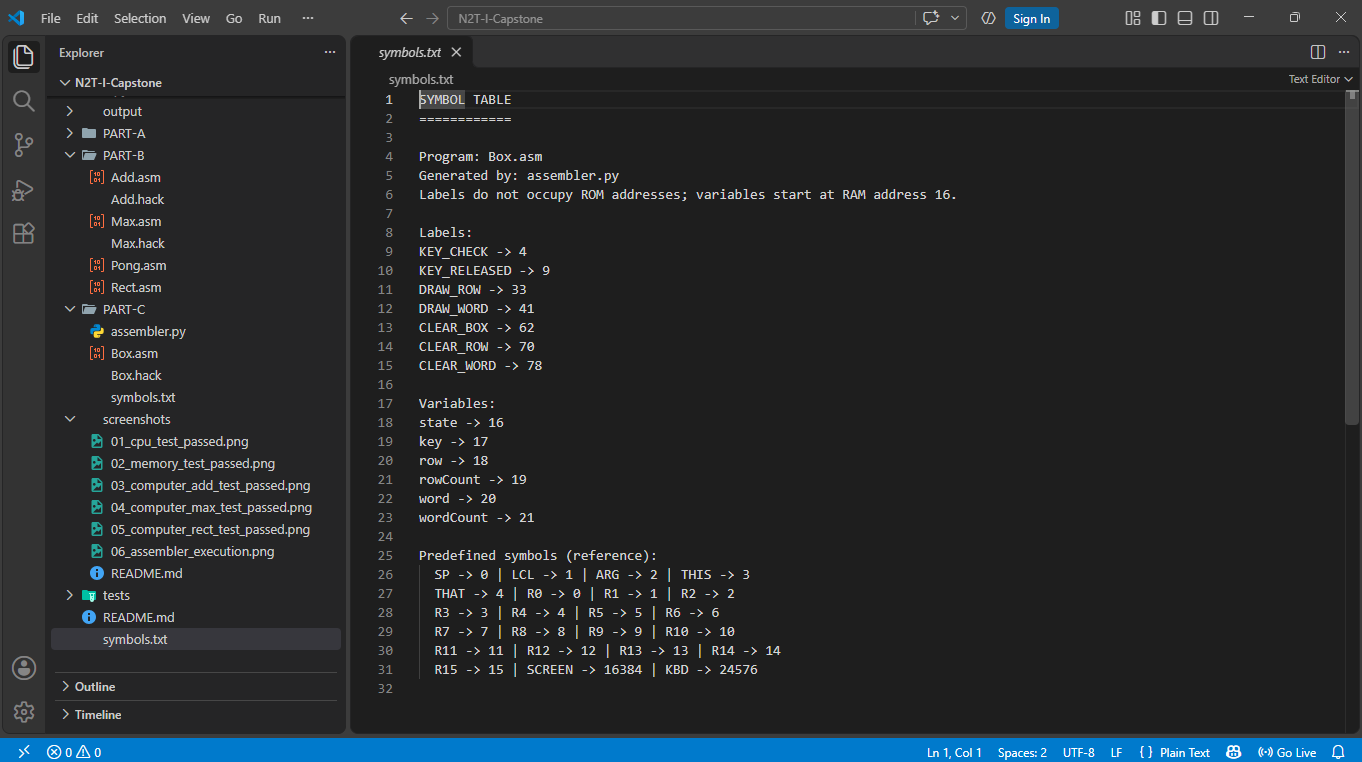 File Edit Selection View Go Run ··· N2T-I-Capstone Sign In
Explorer ···
N2T-I-Capstone
output
PART-A
PART-B
Add.asm
Add.hack
Max.asm
Max.hack
Pong.asm
Rect.asm
PART-C
assembler.py
Box.asm
Box.hack
symbols.txt
screenshots
01_cpu_test_passed.png
02_memory_test_passed.png
03_computer_add_test_passed.png
04_computer_max_test_passed.png
05_computer_rect_test_passed.png
06_assembler_execution.png
README.md
tests
README.md
symbols.txt
Outline
Timeline
symbols.txt
symbols.txt Text Editor
1 SYMBOL TABLE
2 ============
3
4 Program: Box.asm
5 Generated by: assembler.py
6 Labels do not occupy ROM addresses; variables start at RAM address 16.
7
8 Labels:
9 KEY_CHECK -> 4
10 KEY_RELEASED -> 9
11 DRAW_ROW -> 33
12 DRAW_WORD -> 41
13 CLEAR_BOX -> 62
14 CLEAR_ROW -> 70
15 CLEAR_WORD -> 78
16
17 Variables:
18 state -> 16
19 key -> 17
20 row -> 18
21 rowCount -> 19
22 word -> 20
23 wordCount -> 21
24
25 Predefined symbols (reference):
26 SP -> 0 | LCL -> 1 | ARG -> 2 | THIS -> 3
27 THAT -> 4 | R0 -> 0 | R1 -> 1 | R2 -> 2
28 R3 -> 3 | R4 -> 4 | R5 -> 5 | R6 -> 6
29 R7 -> 7 | R8 -> 8 | R9 -> 9 | R10 -> 10
30 R11 -> 11 | R12 -> 12 | R13 -> 13 | R14 -> 14
31 R15 -> 15 | SCREEN -> 16384 | KBD -> 24576
32
0 0 Ln 1, Col 1 Spaces: 2 UTF-8 LF { } Plain Text Go Live